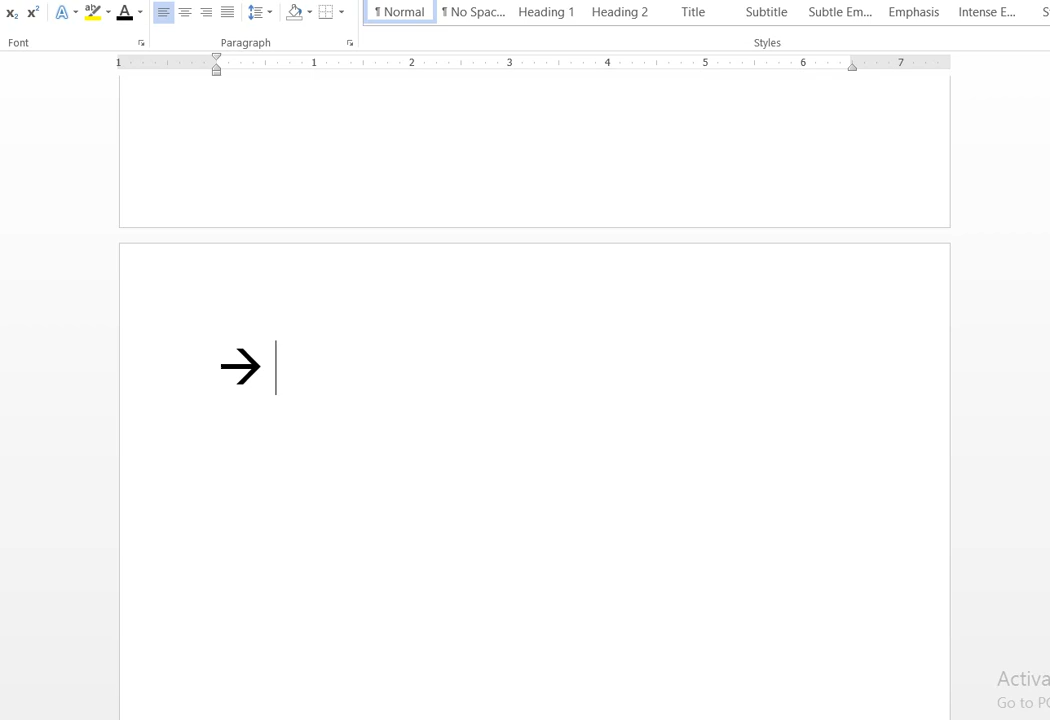 x₂ x² A aby A ¶ Normal ¶ No Spac... Heading 1 Heading 2 Title Subtitle Subtle Em... Emphasis Intense E... S
Font Paragraph Styles
1 1 2 3 4 5 6 7
→
Activa
Go to PC